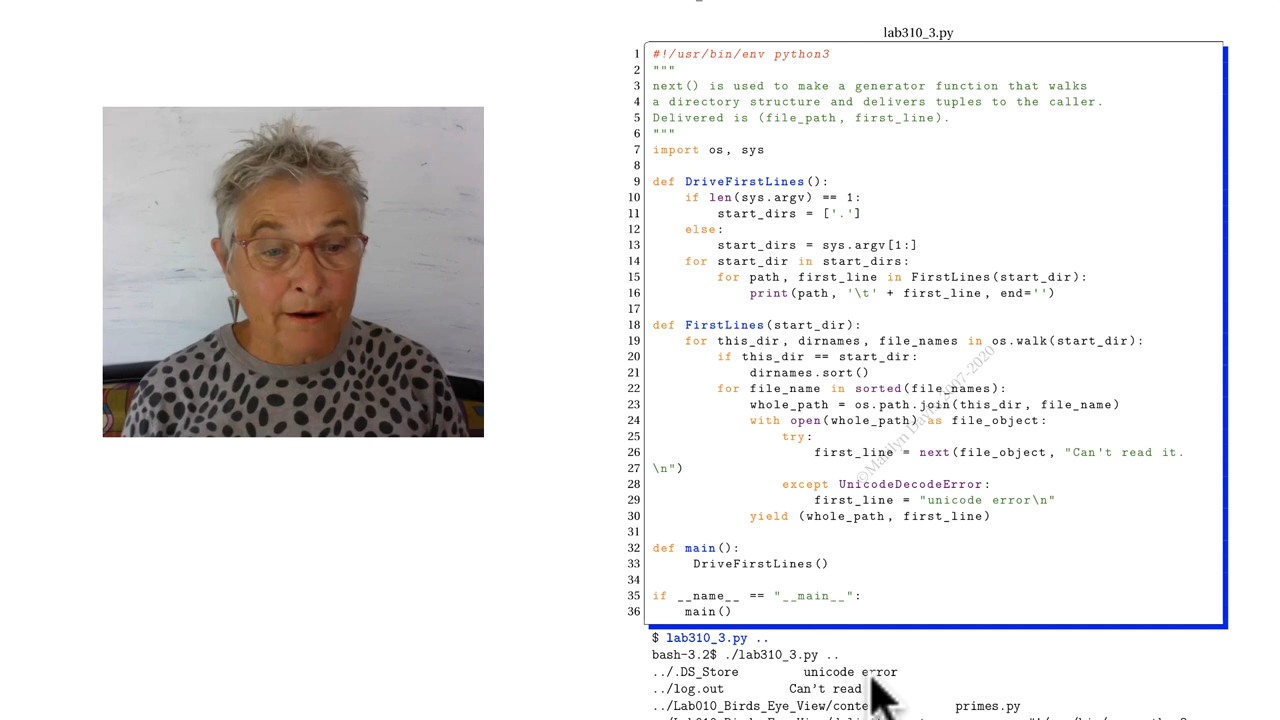 lab310_3.py
1 #!/usr/bin/env python3
2 """
3 next() is used to make a generator function that walks
4 a directory structure and delivers tuples to the caller.
5 Delivered is (file_path, first_line).
6 """
7 import os, sys
8
9 def DriveFirstLines():
10     if len(sys.argv) == 1:
11         start_dirs = ['.']
12     else:
13         start_dirs = sys.argv[1:]
14     for start_dir in start_dirs:
15         for path, first_line in FirstLines(start_dir):
16             print(path, '\t' + first_line, end='')
17
18 def FirstLines(start_dir):
19     for this_dir, dirnames, file_names in os.walk(start_dir):
20         if this_dir == start_dir:
21             dirnames.sort()
22         for file_name in sorted(file_names):
23             whole_path = os.path.join(this_dir, file_name)
24             with open(whole_path) as file_object:
25                 try:
26                     first_line = next(file_object, "Can't read it.
27 \n")
28                 except UnicodeDecodeError:
29                     first_line = "unicode error\n"
30             yield (whole_path, first_line)
31
32 def main():
33      DriveFirstLines()
34
35 if __name__ == "__main__":
36     main()
$ lab310_3.py ..
bash-3.2$ ./lab310_3.py ..
../.DS_Store        unicode error
../log.out        Can't read
../Lab010_Birds_Eye_View/conte        primes.py